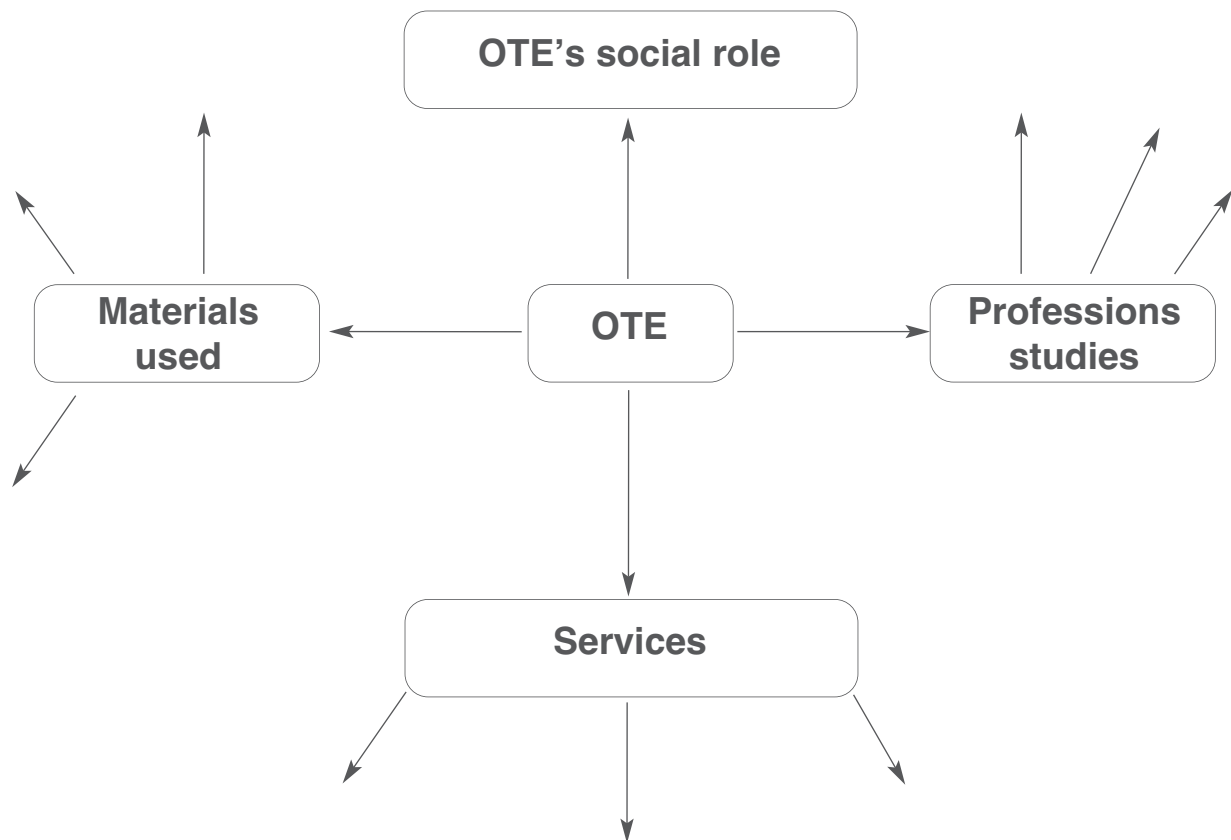 OTE’s social role
Materials
used
OTE
Professions
studies
Services